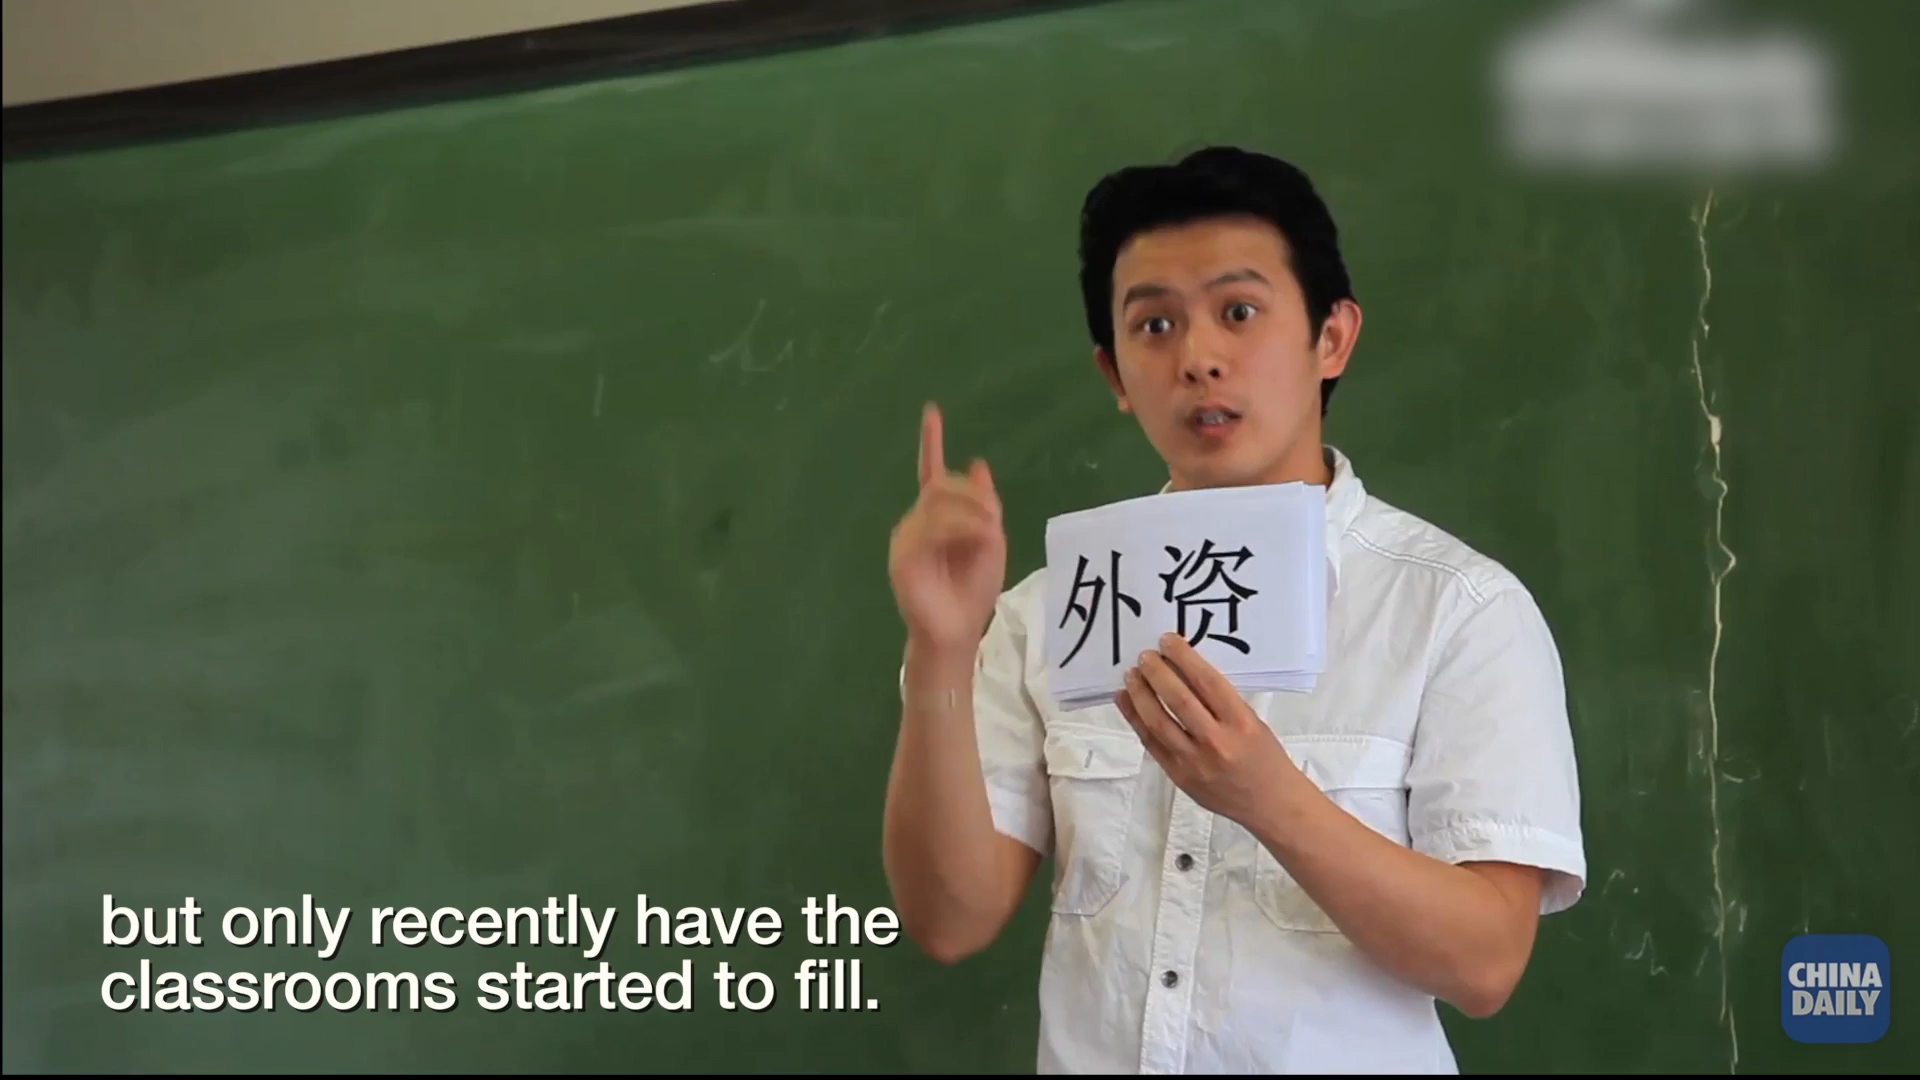 外资
but only recently have the
classrooms started to fill.
CHINA
DAILY